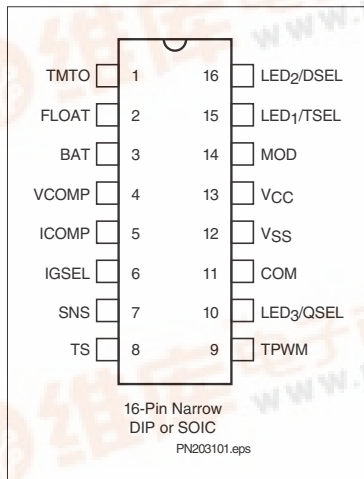 TMTO 1 16 LED2/DSEL
FLOAT 2 15 LED1/TSEL
BAT 3 14 MOD
VCOMP 4 13 VCC
ICOMP 5 12 VSS
IGSEL 6 11 COM
SNS 7 10 LED3/QSEL
TS 8 9 TPWM
16-Pin Narrow
DIP or SOIC
PN203101.eps